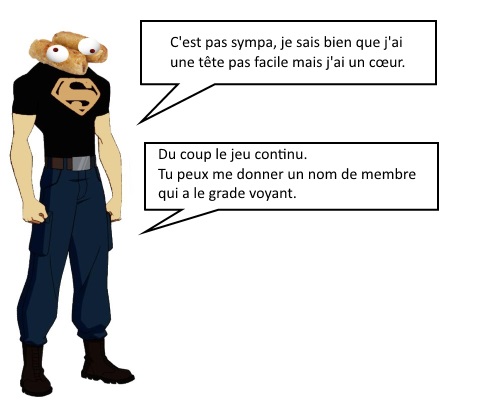 C'est pas sympa, je sais bien que j'ai
une tête pas facile mais j'ai un cœur.
Du coup le jeu continu.
Tu peux me donner un nom de membre
qui a le grade voyant.